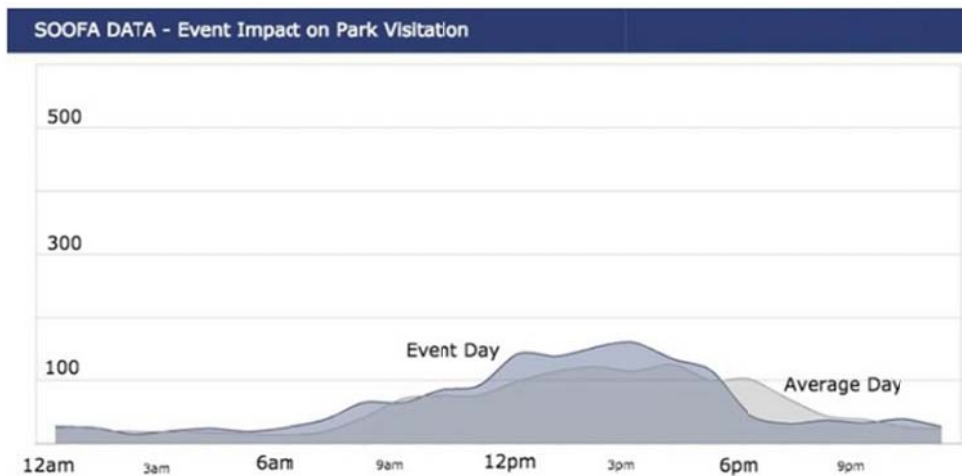 SOOFA DATA - Event Impact on Park Visitation
500
300
Event Day
100
Average Day
12am 3am 6am 9am 12pm 3pm 6pm 9pm